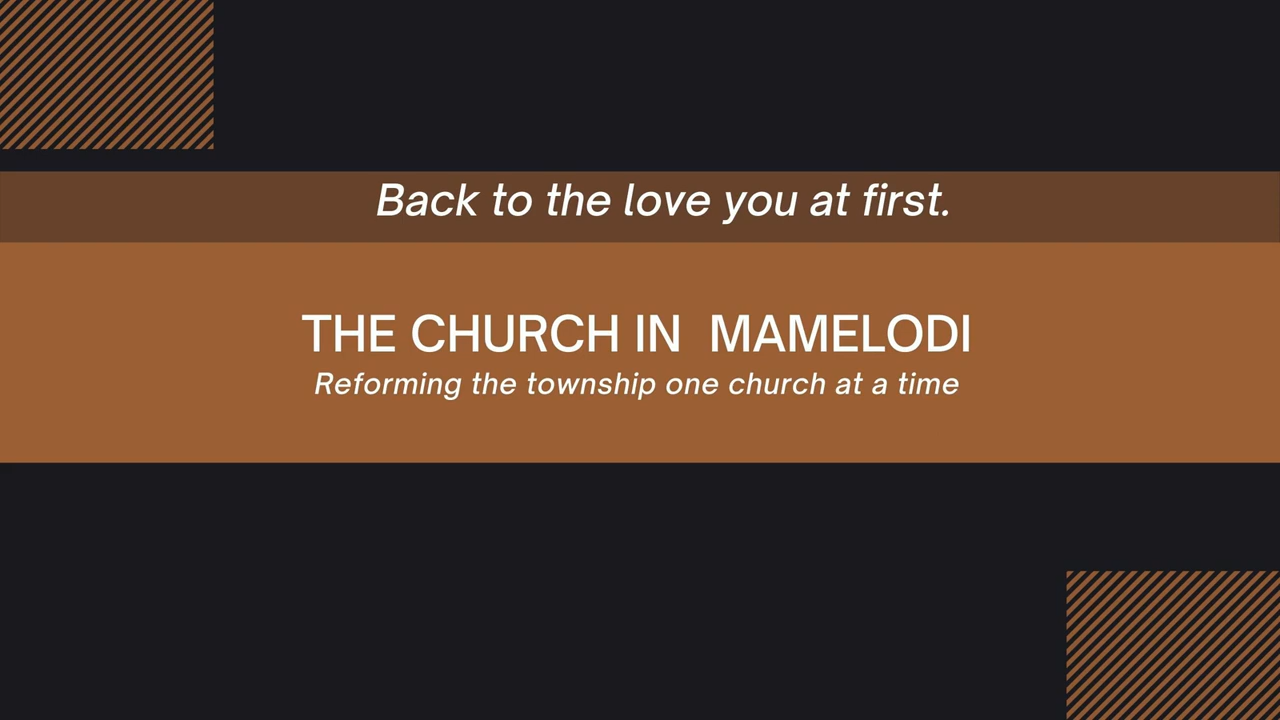 Back to the love you at first.
THE CHURCH IN  MAMELODI
Reforming the township one church at a time